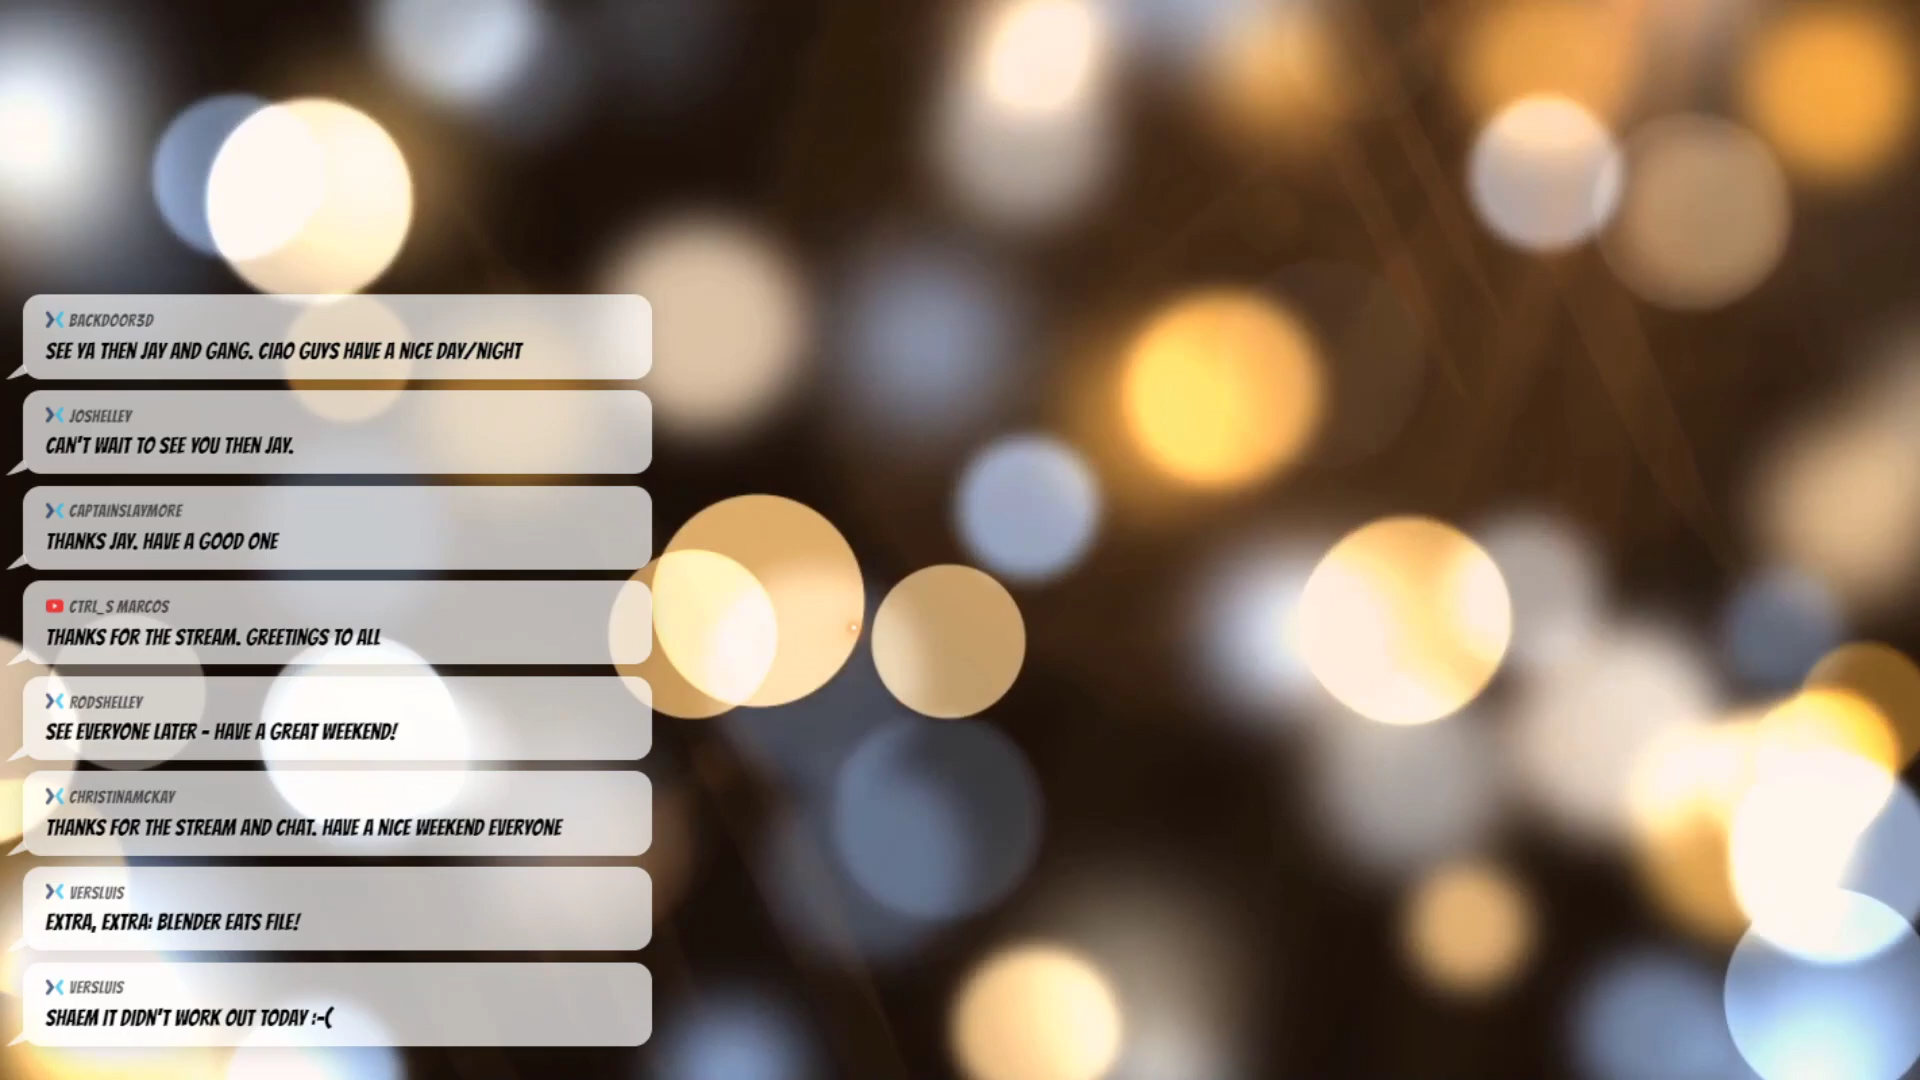 BACKDOOR3D
SEE YA THEN JAY AND GANG. CIAO GUYS HAVE A NICE DAY/NIGHT
JOSHELLEY
CAN'T WAIT TO SEE YOU THEN JAY.
CAPTAINSLAYMORE
THANKS JAY. HAVE A GOOD ONE
CTRL_S MARCOS
THANKS FOR THE STREAM. GREETINGS TO ALL
RODSHELLEY
SEE EVERYONE LATER - HAVE A GREAT WEEKEND!
CHRISTINAMCKAY
THANKS FOR THE STREAM AND CHAT. HAVE A NICE WEEKEND EVERYONE
VERSLUIS
EXTRA, EXTRA: BLENDER EATS FILE!
VERSLUIS
SHAEM IT DIDN'T WORK OUT TODAY :-(